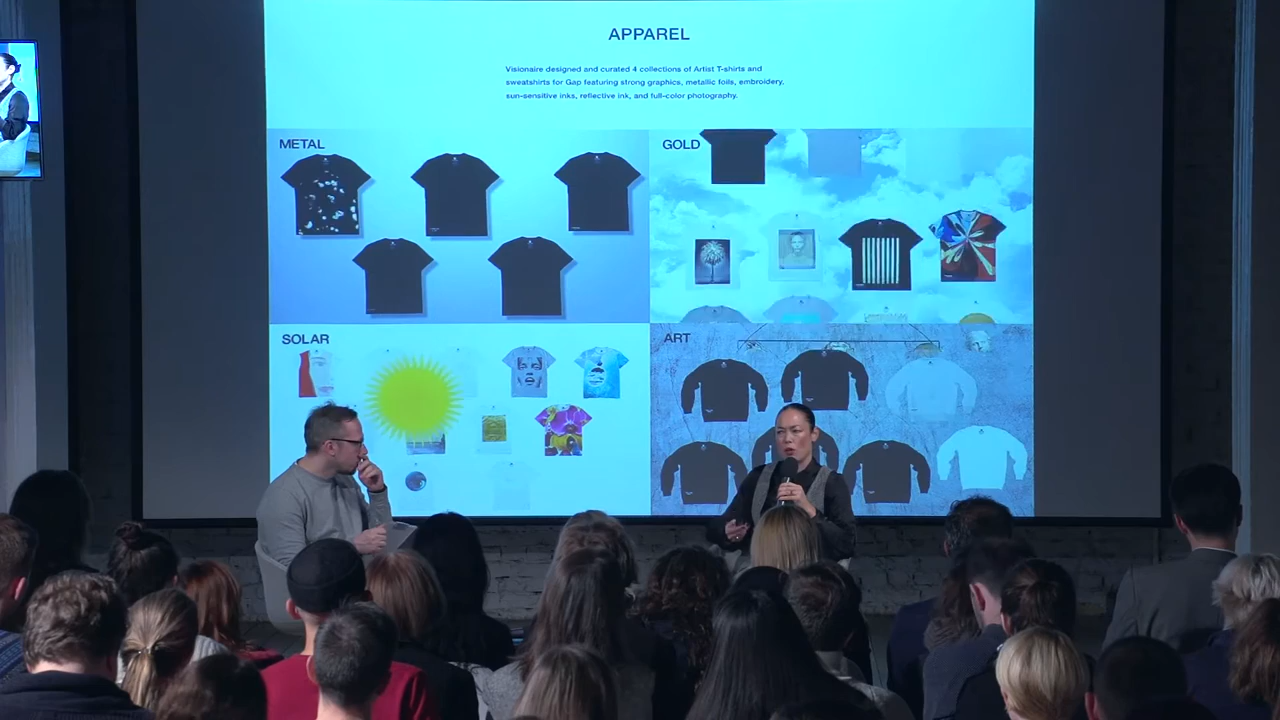 APPAREL
Visionaire designed and curated 4 collections of Artist T-shirts and
sweatshirts for Gap featuring strong graphics, metallic foils, embroidery,
sun-sensitive inks, reflective ink, and full-color photography.
METAL
GOLD
SOLAR
ART